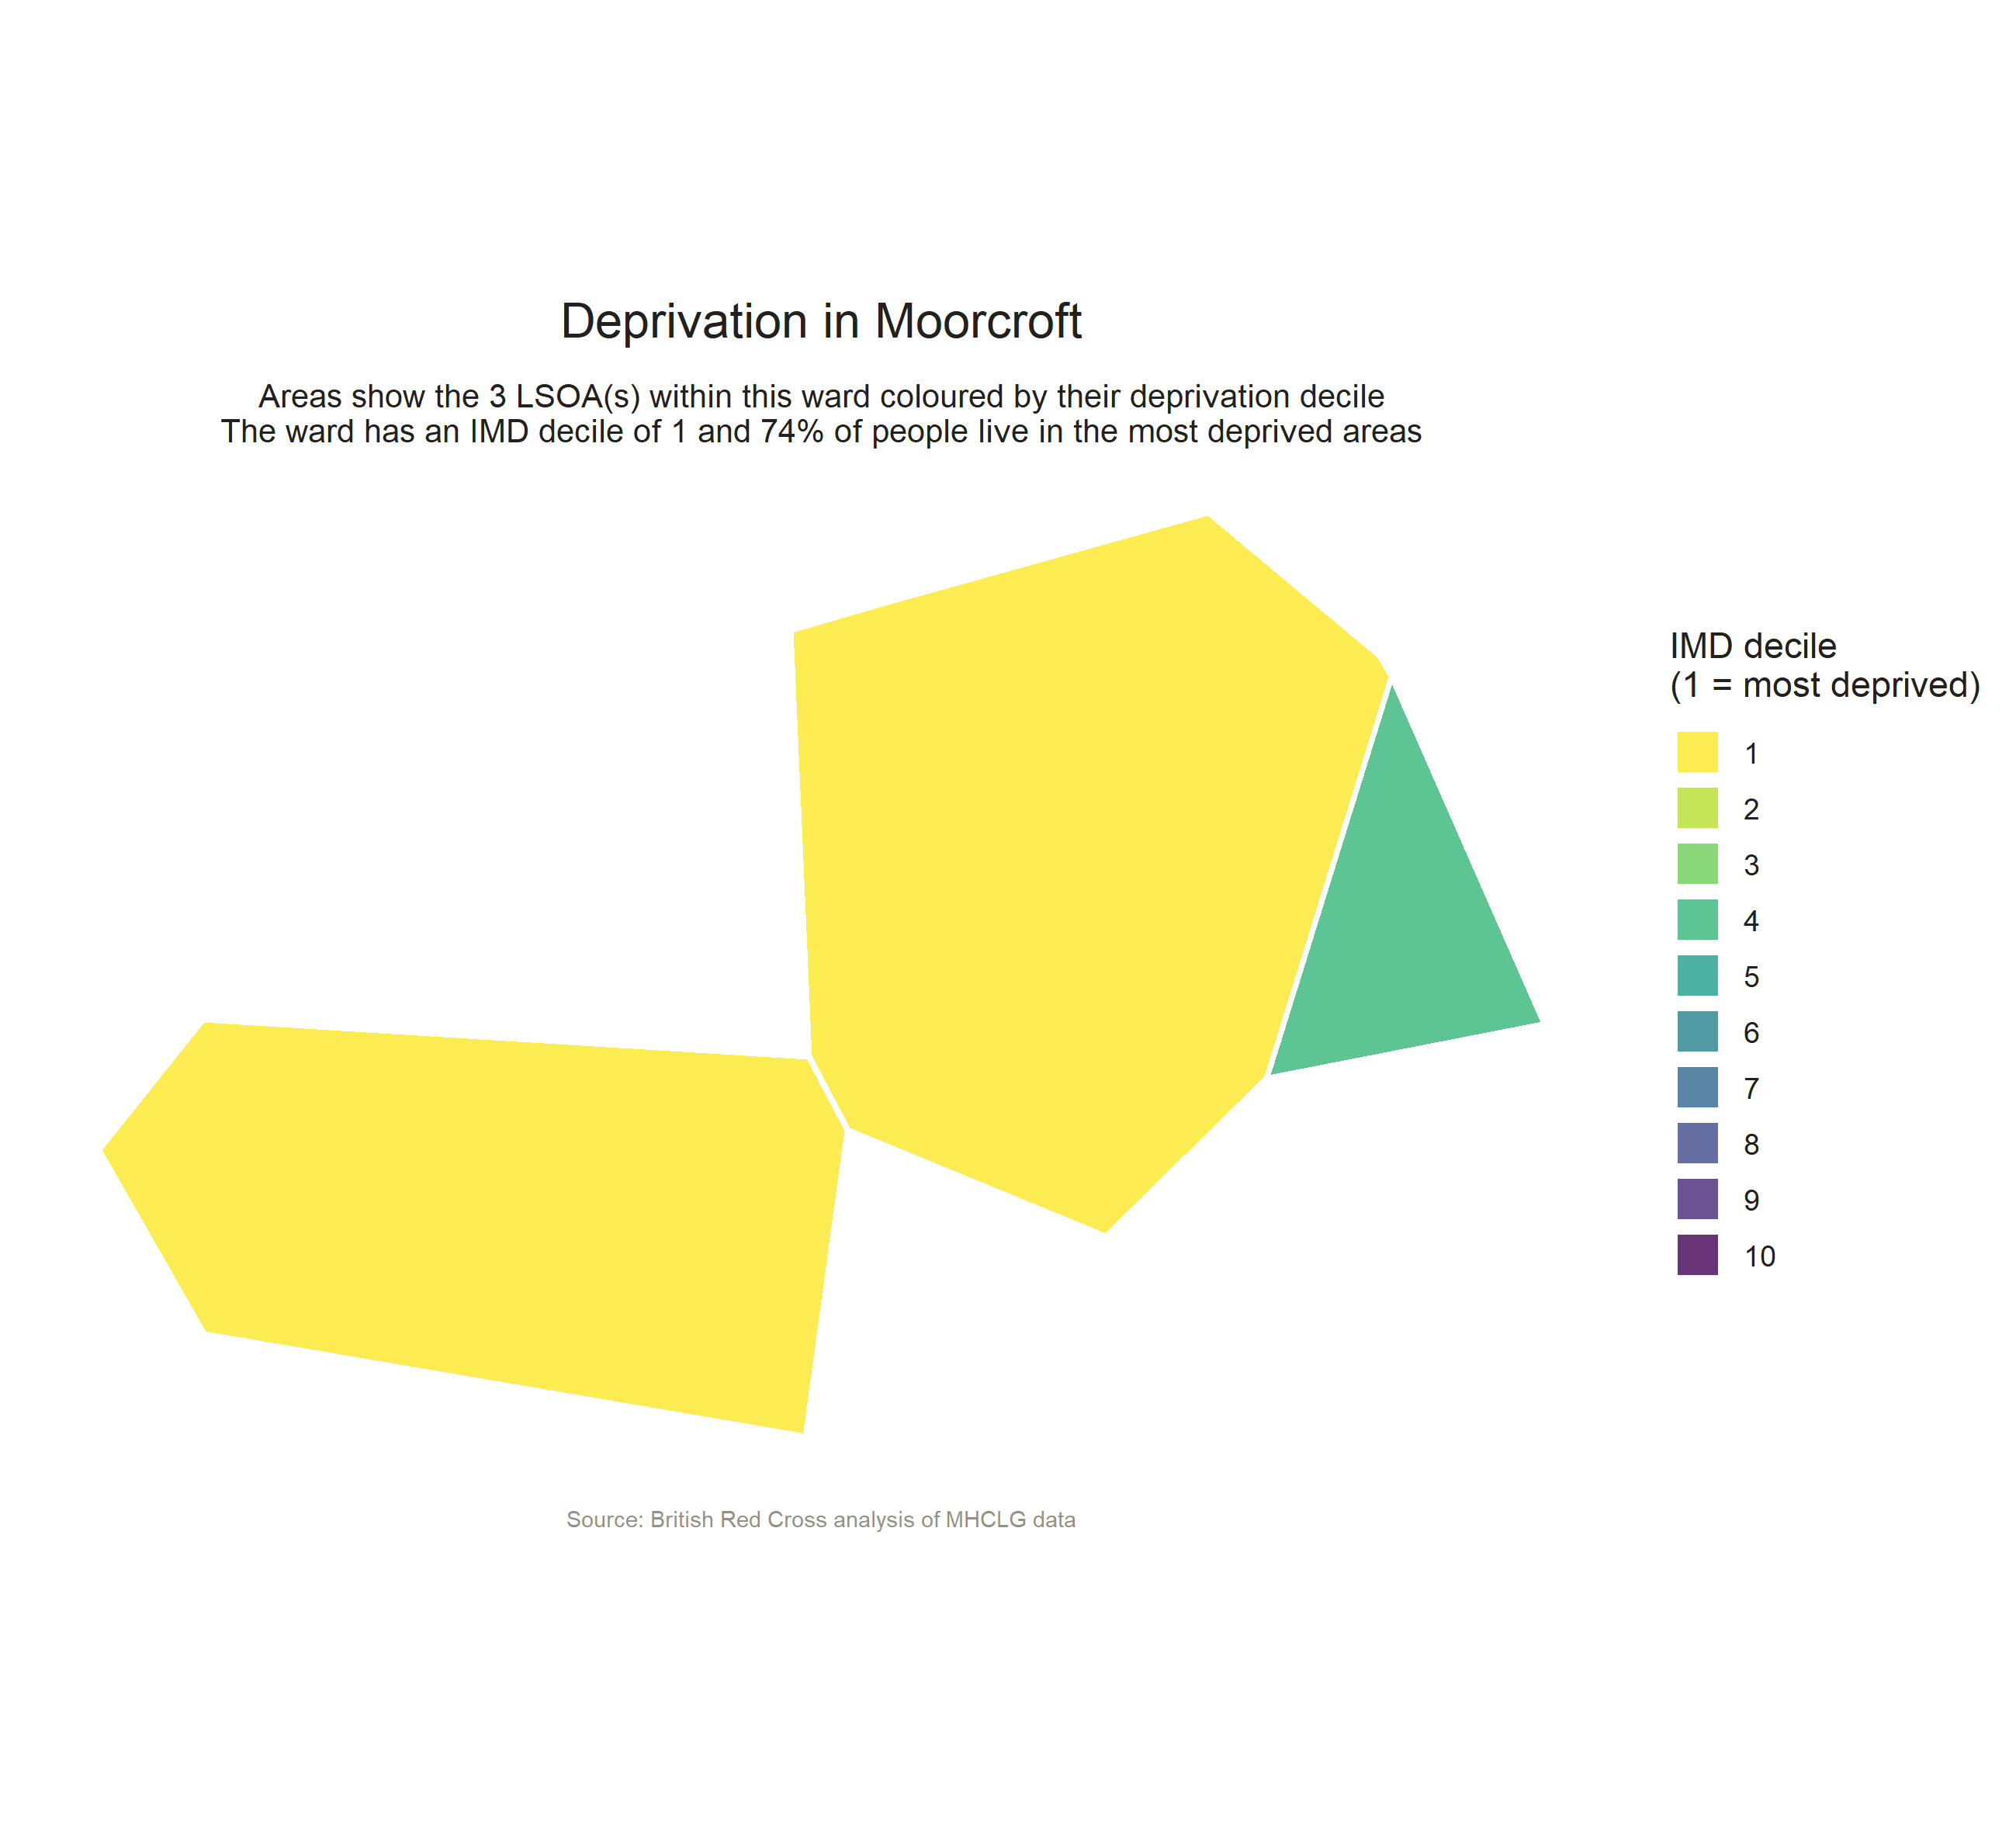 Deprivation in Moorcroft
Areas show the 3 LSOA(s) within this ward coloured by their deprivation decile
The ward has an IMD decile of 1 and 74% of people live in the most deprived areas
IMD decile
(1 = most deprived)
1
2
3
4
5
6
7
8
9
10
Source: British Red Cross analysis of MHCLG data